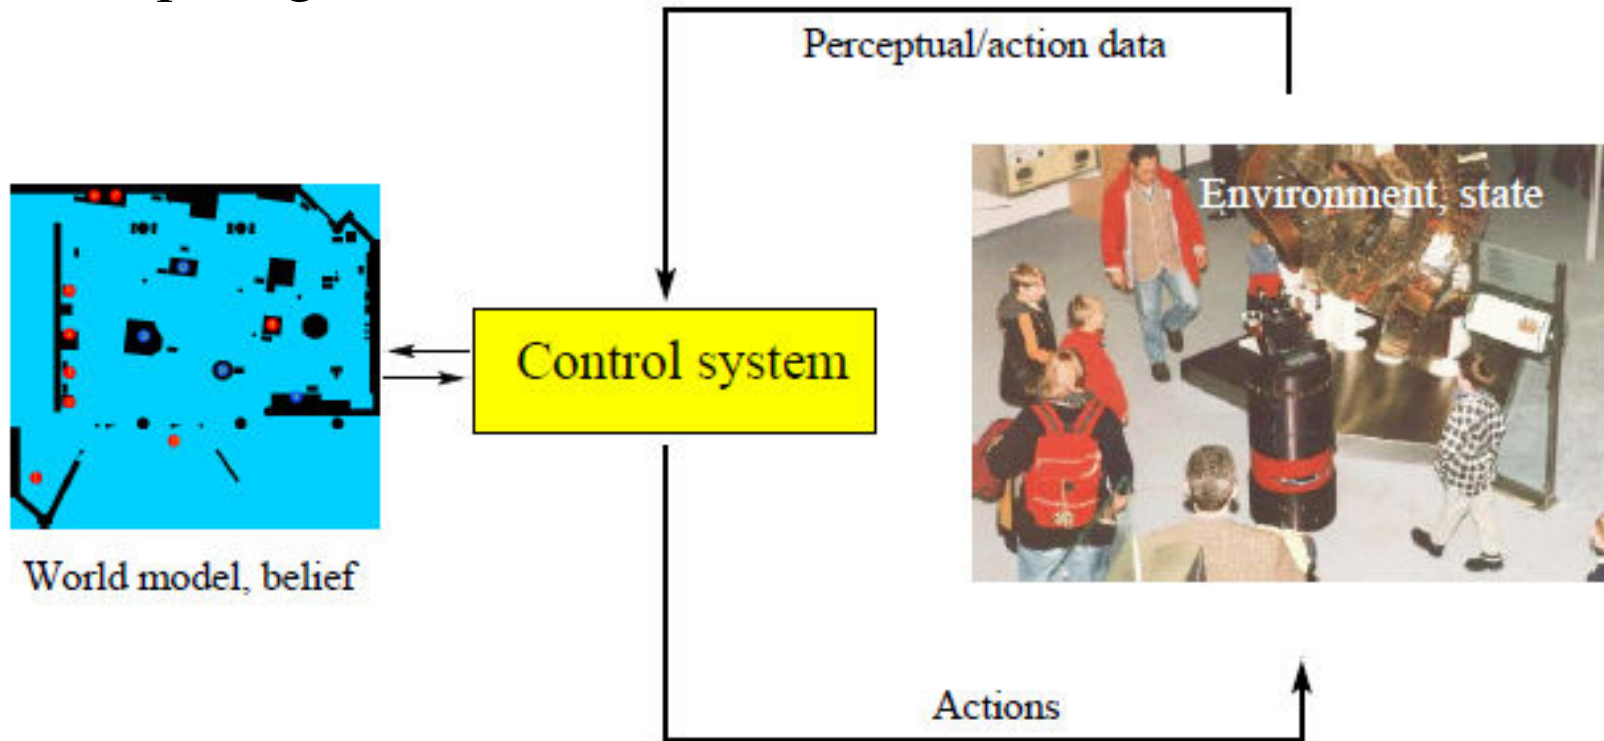 Perceptual/action data
Environment, state
Control system
World model, belief
Actions